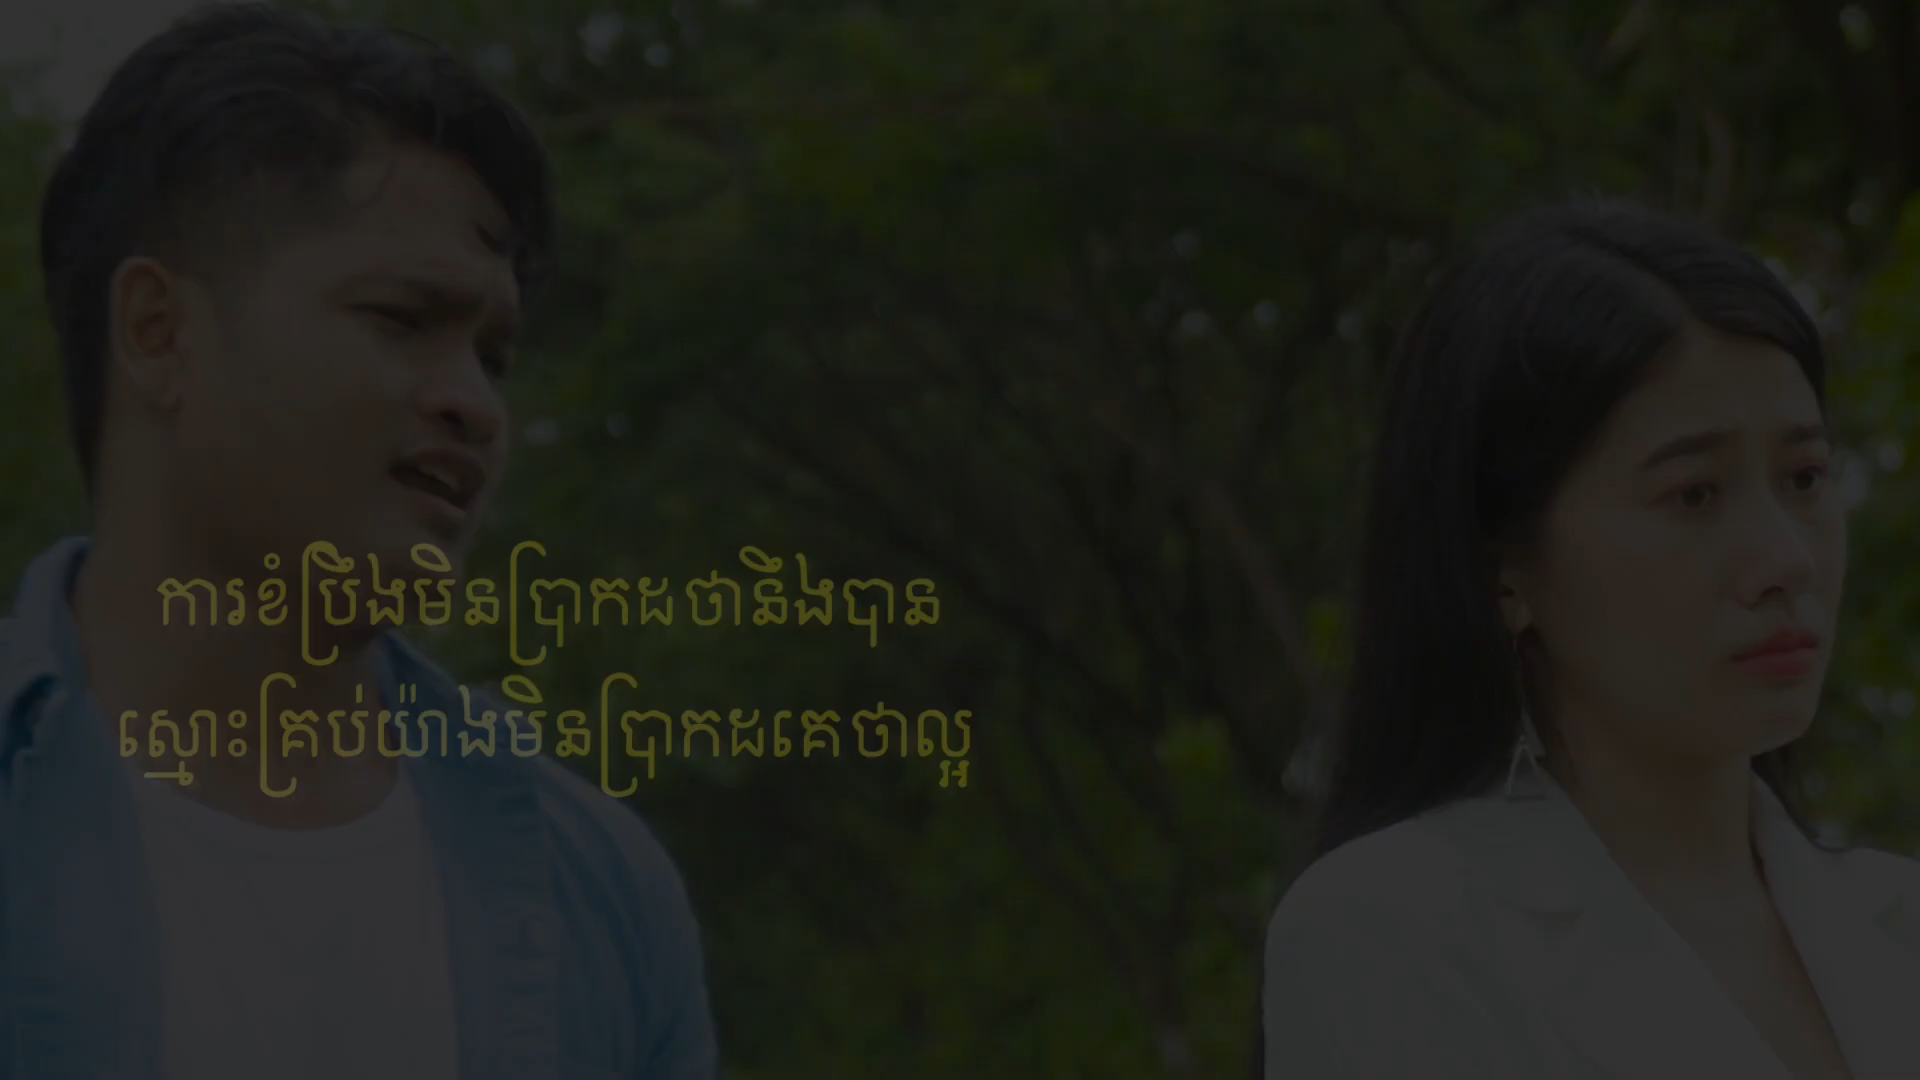 ការខំប្រឹងមិនប្រាកដថានឹងបាន
ស្មោះគ្រប់យ៉ាងមិនប្រាកដគេថាល្អ